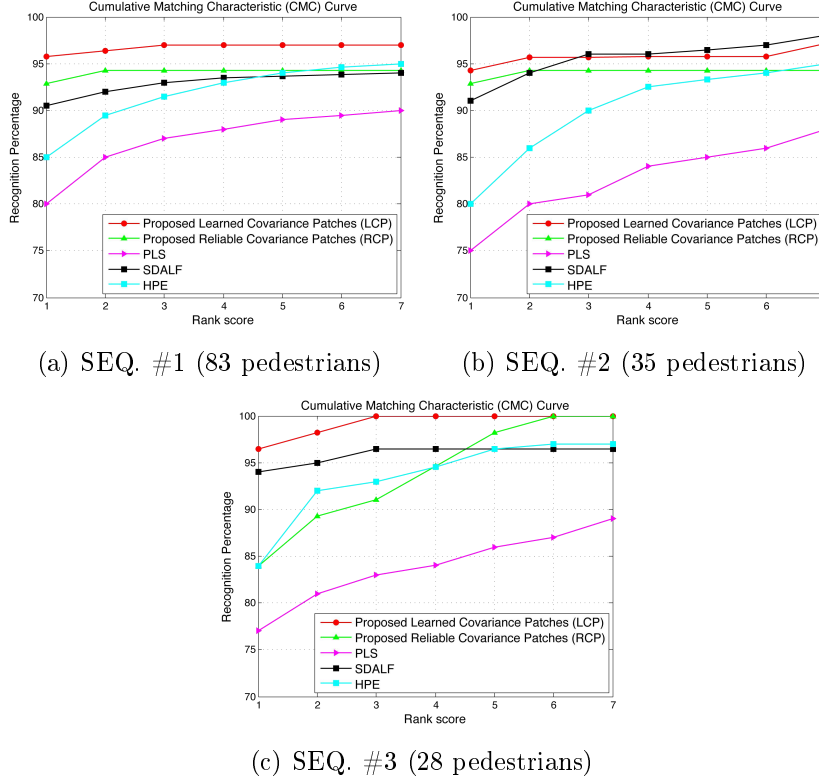 Cumulative Matching Characteristic (CMC) Curve
Recognition Percentage
100
95
90
85
80
75
70
Proposed Learned Covariance Patches (LCP)
Proposed Reliable Covariance Patches (RCP)
PLS
SDALF
HPE
1 2 3 4 5 6 7
Rank score
(a) SEQ. #1 (83 pedestrians)
Cumulative Matching Characteristic (CMC) Curve
Recognition Percentage
100
95
90
85
80
75
70
Proposed Learned Covariance Patches (LCP)
Proposed Reliable Covariance Patches (RCP)
PLS
SDALF
HPE
1 2 3 4 5 6
Rank score
(b) SEQ. #2 (35 pedestrians)
Cumulative Matching Characteristic (CMC) Curve
Recognition Percentage
100
95
90
85
80
75
70
Proposed Learned Covariance Patches (LCP)
Proposed Reliable Covariance Patches (RCP)
PLS
SDALF
HPE
1 2 3 4 5 6 7
Rank score
(c) SEQ. #3 (28 pedestrians)